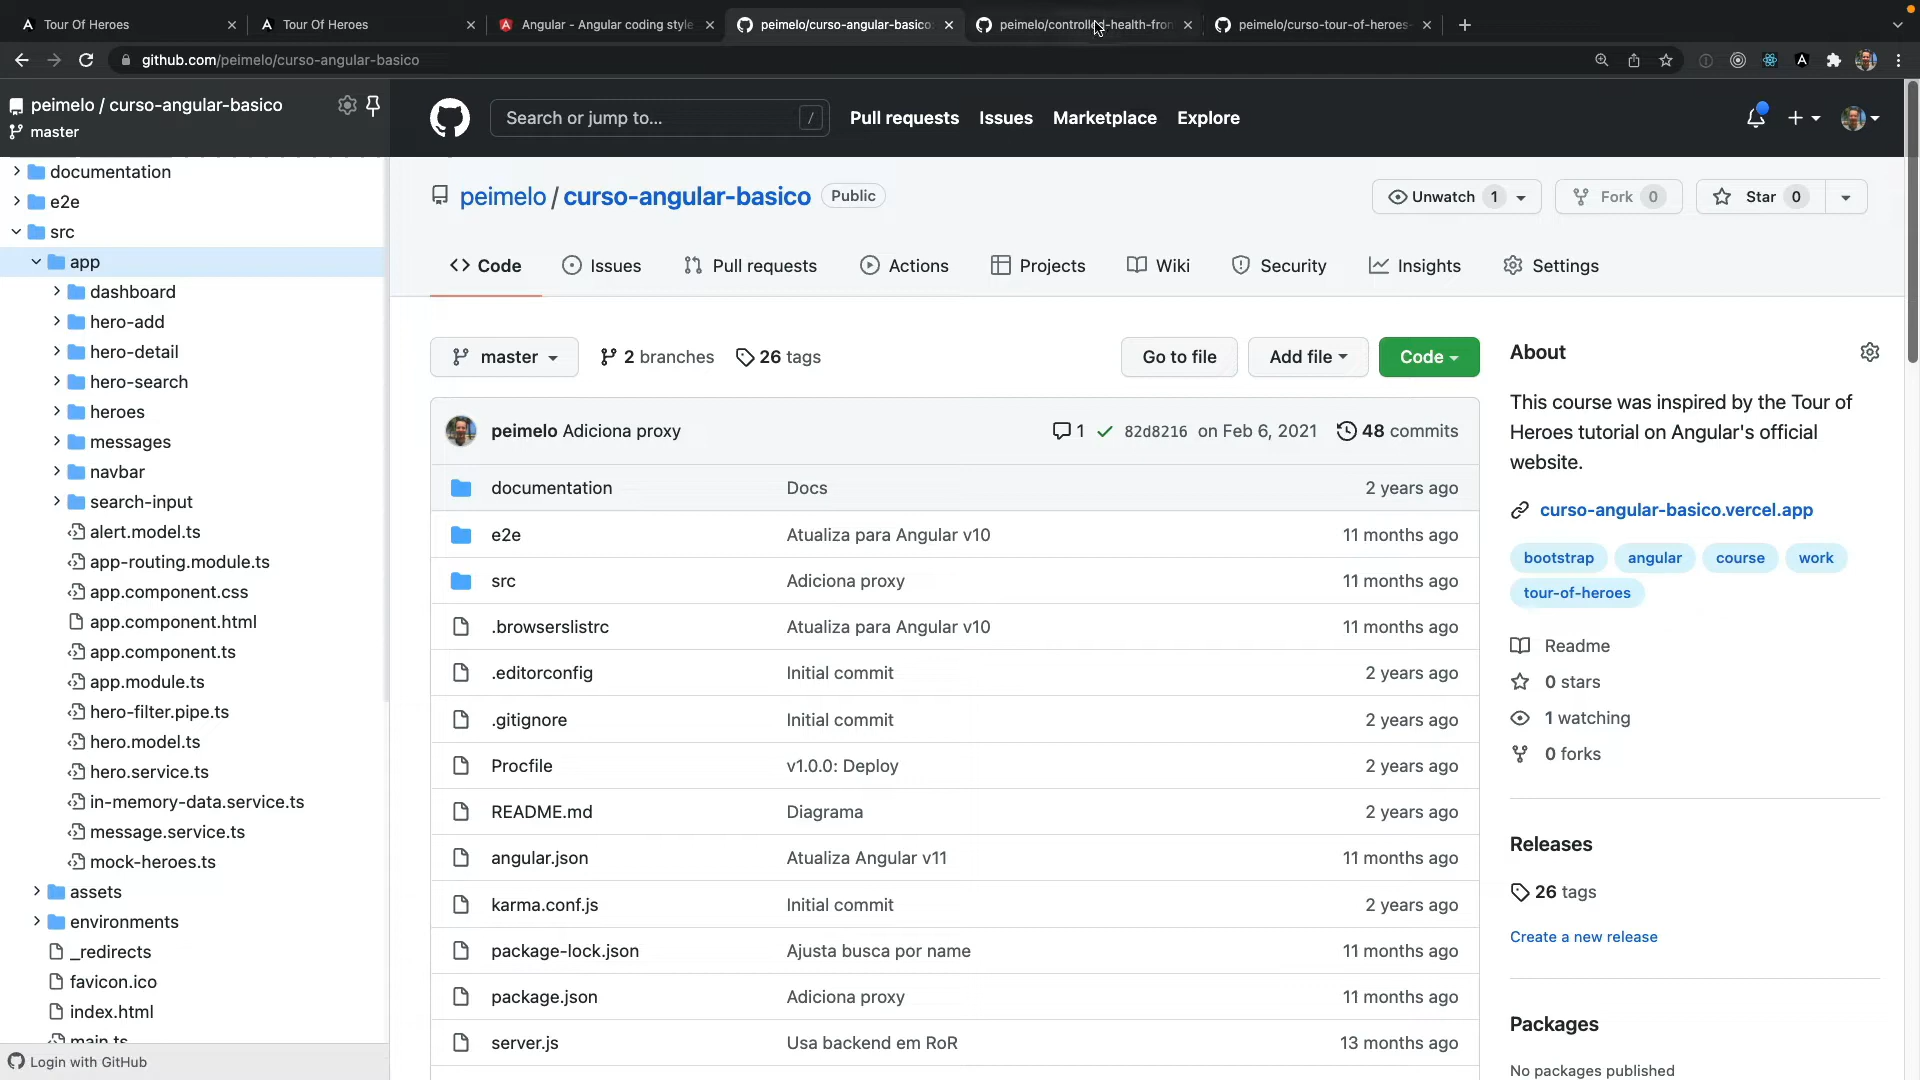 Tour Of Heroes
Tour Of Heroes
Angular - Angular coding style
peimelo/curso-angular-basico
peimelo/controlled-health-fron
peimelo/curso-tour-of-heroes-
github.com/peimelo/curso-angular-basico
peimelo / curso-angular-basico
master
Search or jump to...
/
Pull requests
Issues
Marketplace
Explore
documentation
e2e
src
app
dashboard
hero-add
hero-detail
hero-search
heroes
messages
navbar
search-input
alert.model.ts
app-routing.module.ts
app.component.css
app.component.html
app.component.ts
app.module.ts
hero-filter.pipe.ts
hero.model.ts
hero.service.ts
in-memory-data.service.ts
message.service.ts
mock-heroes.ts
assets
environments
_redirects
favicon.ico
index.html
main.ts
Login with GitHub
peimelo / curso-angular-basico
Public
Unwatch 1
Fork 0
Star 0
Code
Issues
Pull requests
Actions
Projects
Wiki
Security
Insights
Settings
master
2 branches
26 tags
Go to file
Add file
Code
peimelo Adiciona proxy
1
82d8216 on Feb 6, 2021
48 commits
documentation Docs 2 years ago
e2e Atualiza para Angular v10 11 months ago
src Adiciona proxy 11 months ago
.browserslistrc Atualiza para Angular v10 11 months ago
.editorconfig Initial commit 2 years ago
.gitignore Initial commit 2 years ago
Procfile v1.0.0: Deploy 2 years ago
README.md Diagrama 2 years ago
angular.json Atualiza Angular v11 11 months ago
karma.conf.js Initial commit 2 years ago
package-lock.json Ajusta busca por name 11 months ago
package.json Adiciona proxy 11 months ago
server.js Usa backend em RoR 13 months ago
About
This course was inspired by the Tour of
Heroes tutorial on Angular's official
website.
curso-angular-basico.vercel.app
bootstrap angular course work
tour-of-heroes
Readme
0 stars
1 watching
0 forks
Releases
26 tags
Create a new release
Packages
No packages published